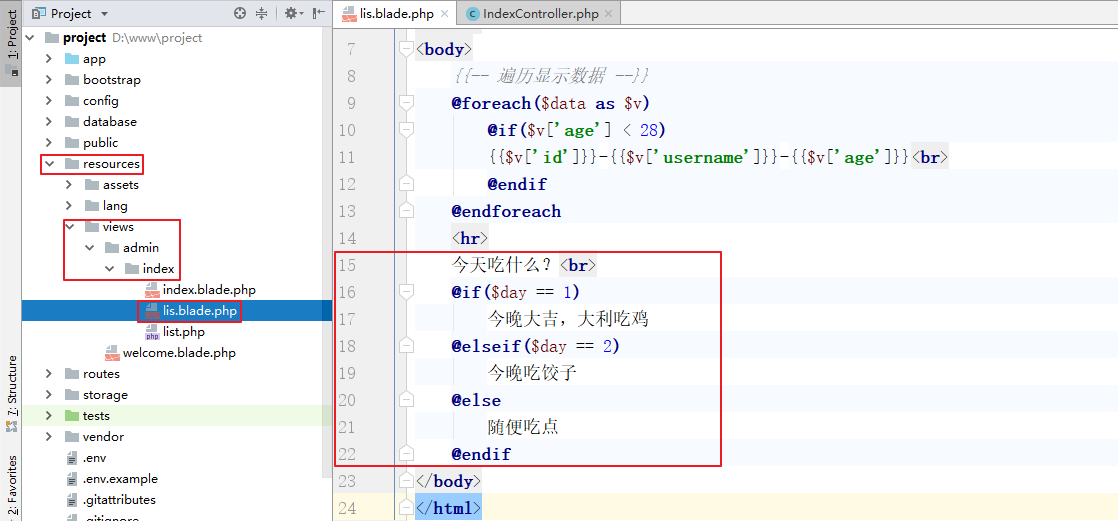 Project
lis.blade.php
IndexController.php
1: Project
7: Structure
2: Favorites
project D:\www\project
app
bootstrap
config
database
public
resources
assets
lang
views
admin
index
index.blade.php
lis.blade.php
list.php
welcome.blade.php
routes
storage
tests
vendor
.env
.env.example
.gitattributes
.gitignore
7 <body>
8 {{-- 遍历显示数据 --}}
9 @foreach($data as $v)
10 @if($v['age'] < 28)
11 {{$v['id']}}-{{$v['username']}}-{{$v['age']}}<br>
12 @endif
13 @endforeach
14 <hr>
15 今天吃什么？<br>
16 @if($day == 1)
17 今晚大吉，大利吃鸡
18 @elseif($day == 2)
19 今晚吃饺子
20 @else
21 随便吃点
22 @endif
23 </body>
24 </html>